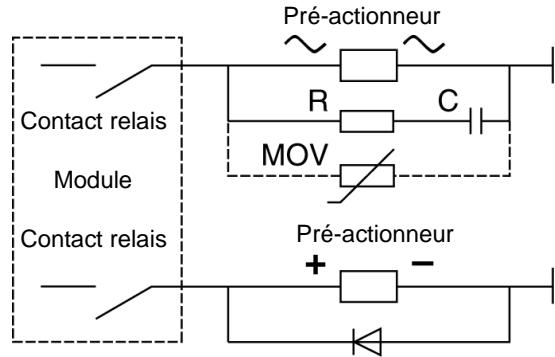 Pré-actionneur
R
C
Contact relais
MOV
Module
Contact relais
Pré-actionneur
+ −